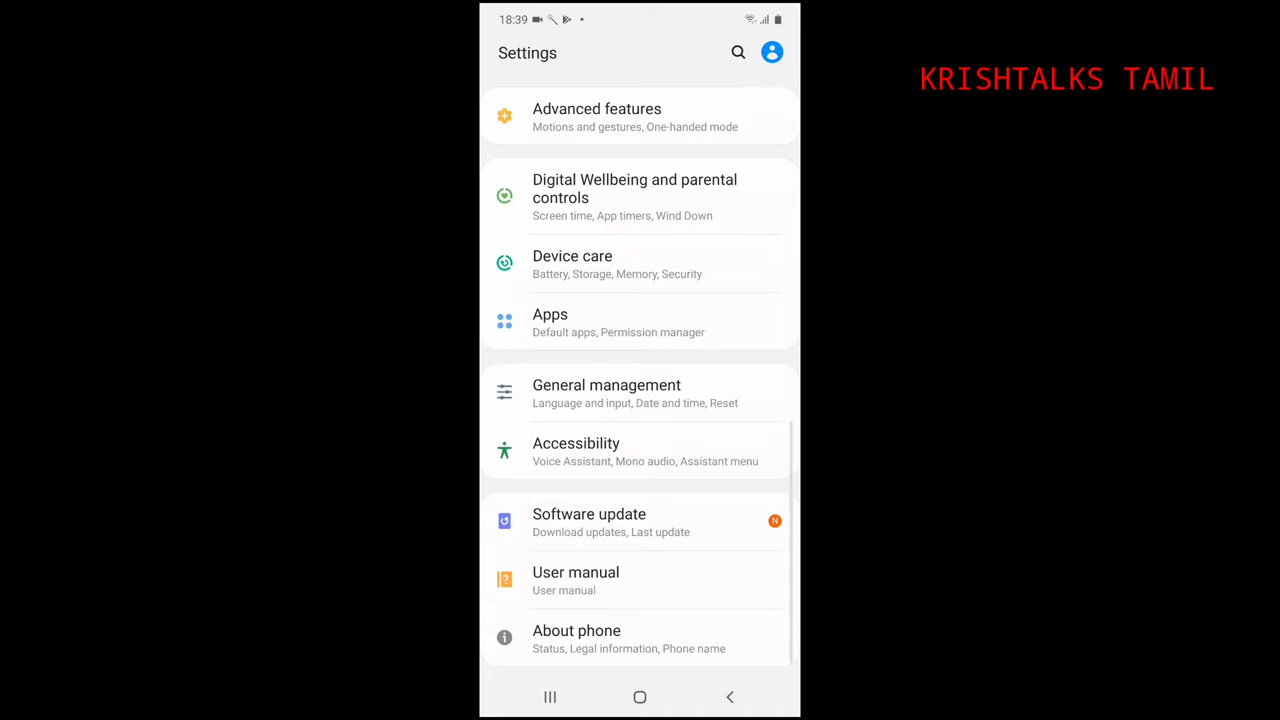 18:39
Settings
KRISHTALKS TAMIL
Advanced features
Motions and gestures, One-handed mode
Digital Wellbeing and parental
controls
Screen time, App timers, Wind Down
Device care
Battery, Storage, Memory, Security
Apps
Default apps, Permission manager
General management
Language and input, Date and time, Reset
Accessibility
Voice Assistant, Mono audio, Assistant menu
Software update
N
Download updates, Last update
User manual
User manual
About phone
Status, Legal information, Phone name